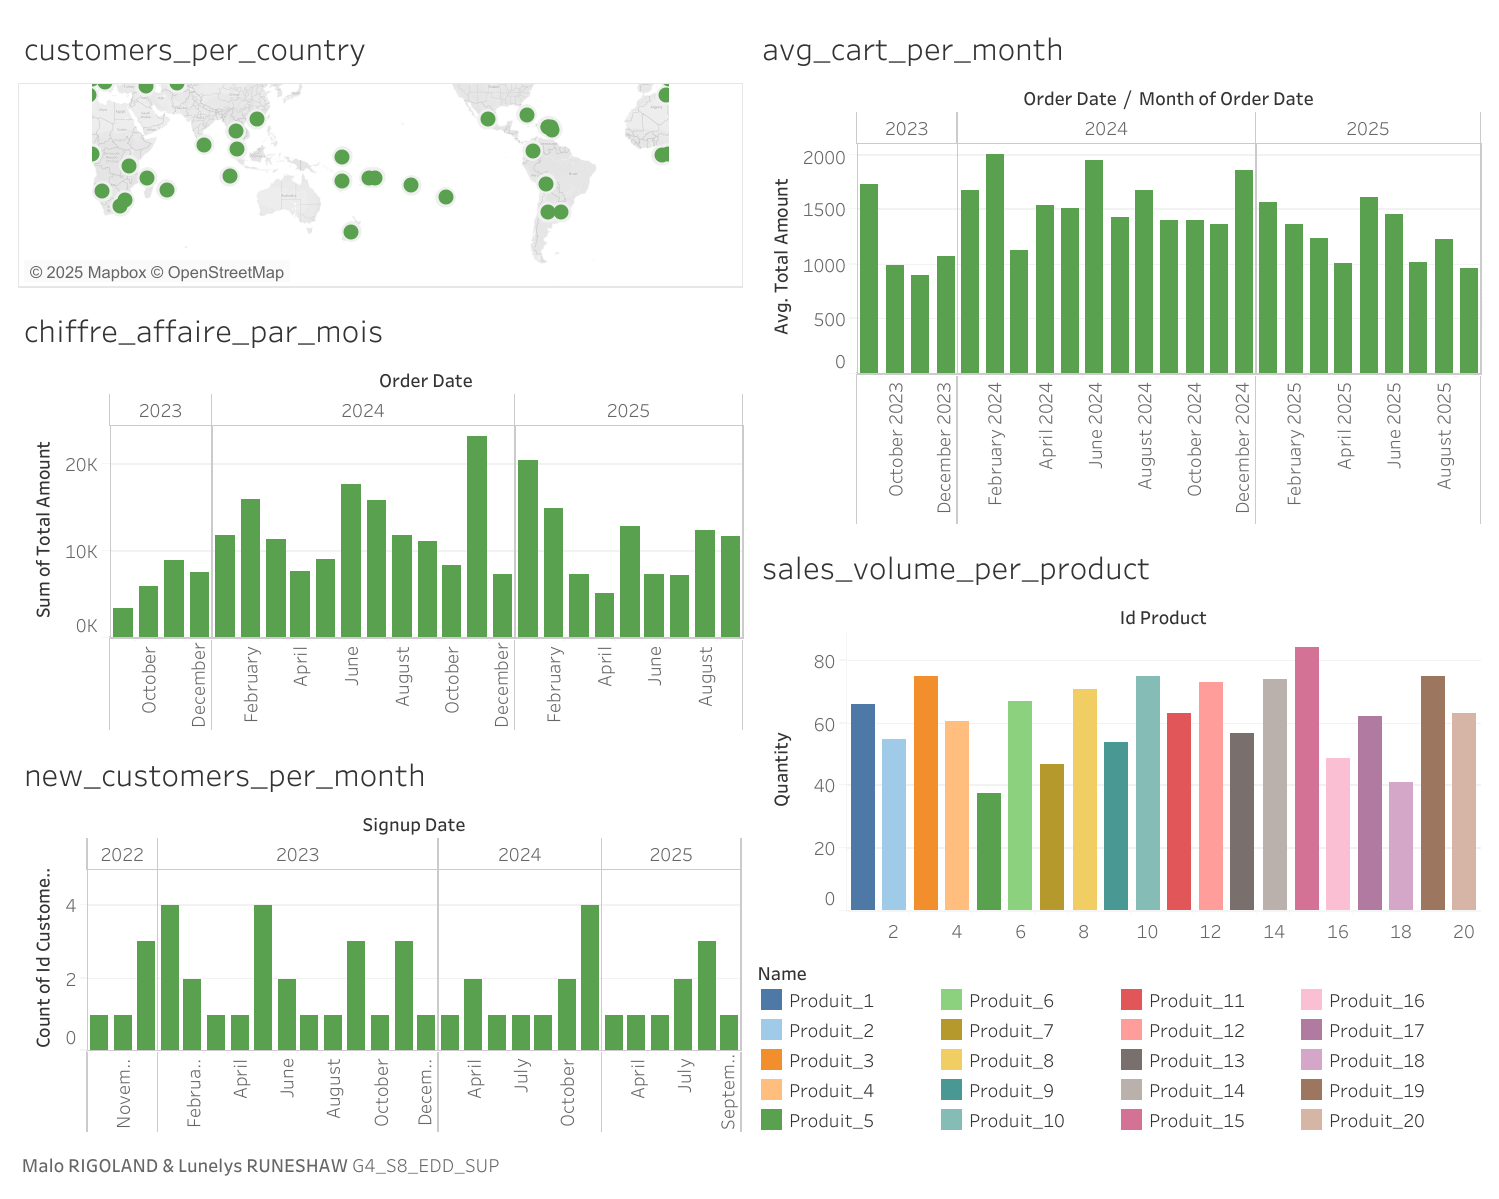 customers_per_country
© 2025 Mapbox © OpenStreetMap
chiffre_affaire_par_mois
Order Date
2023 2024 2025
Sum of Total Amount
20K
10K
0K
October December February April June August October December February April June August
new_customers_per_month
Signup Date
2022 2023 2024 2025
Count of Id Custome..
4
2
0
Novem.. Februa.. April June August October Decem.. April July October April July Septem..
Malo RIGOLAND & Lunelys RUNESHAW G4_S8_EDD_SUP
avg_cart_per_month
Order Date / Month of Order Date
2023 2024 2025
Avg. Total Amount
2000
1500
1000
500
0
October 2023 December 2023 February 2024 April 2024 June 2024 August 2024 October 2024 December 2024 February 2025 April 2025 June 2025 August 2025
sales_volume_per_product
Id Product
Quantity
80
60
40
20
0
2 4 6 8 10 12 14 16 18 20
Name
Produit_1 Produit_6 Produit_11 Produit_16
Produit_2 Produit_7 Produit_12 Produit_17
Produit_3 Produit_8 Produit_13 Produit_18
Produit_4 Produit_9 Produit_14 Produit_19
Produit_5 Produit_10 Produit_15 Produit_20